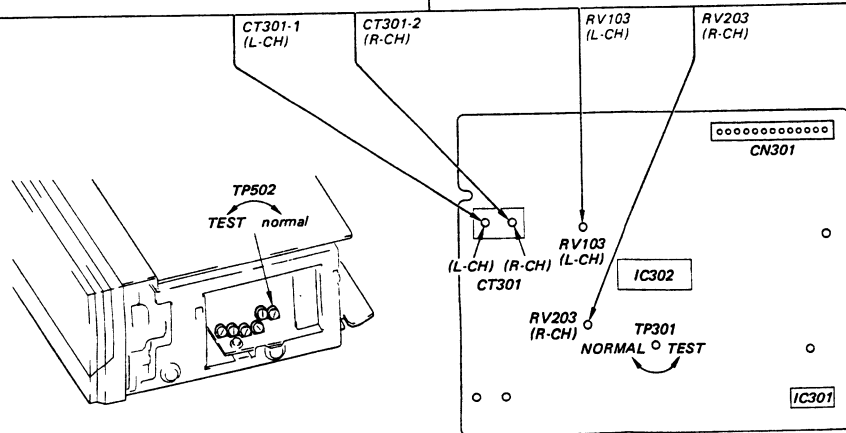 CT301-1
(L-CH)
CT301-2
(R-CH)
RV103
(L-CH)
RV203
(R-CH)
CN301
TP502
TEST normal
(L-CH) (R-CH)
CT301
RV103
(L-CH)
IC302
RV203
(R-CH)
TP301
NORMAL TEST
IC301